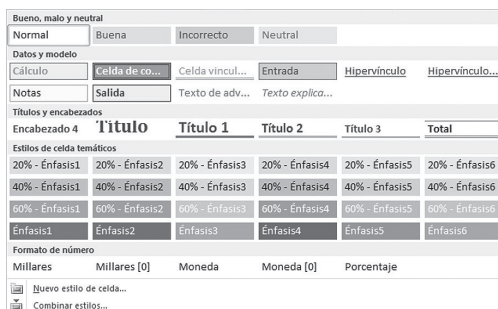 Bueno, malo y neutral
Normal Buena Incorrecto Neutral
Datos y modelo
Cálculo Celda de co... Celda vincul... Entrada Hipervínculo Hipervínculo...
Notas Salida Texto de adv... Texto explica...
Títulos y encabezados
Encabezado 4 Título Título 1 Título 2 Título 3 Total
Estilos de celda temáticos
20% - Énfasis1 20% - Énfasis2 20% - Énfasis3 20% - Énfasis4 20% - Énfasis5 20% - Énfasis6
40% - Énfasis1 40% - Énfasis2 40% - Énfasis3 40% - Énfasis4 40% - Énfasis5 40% - Énfasis6
60% - Énfasis1 60% - Énfasis2 60% - Énfasis3 60% - Énfasis4 60% - Énfasis5 60% - Énfasis6
Énfasis1 Énfasis2 Énfasis3 Énfasis4 Énfasis5 Énfasis6
Formato de número
Millares Millares [0] Moneda Moneda [0] Porcentaje
Nuevo estilo de celda...
Combinar estilos...